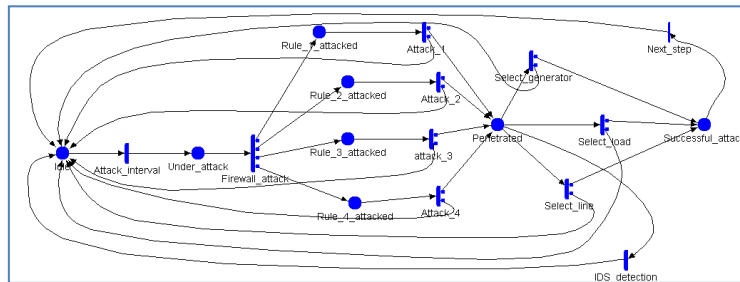 Rule_1_attacked
Attack_1
Next_step
Select_generator
Rule_2_attacked
Attack_2
Idle
Attack_interval
Under_attack
Firewall_attack
Rule_3_attacked
attack_3
Penetrated
Select_load
Successful_attac
Rule_4_attacked
Attack_4
Select_line
IDS_detection